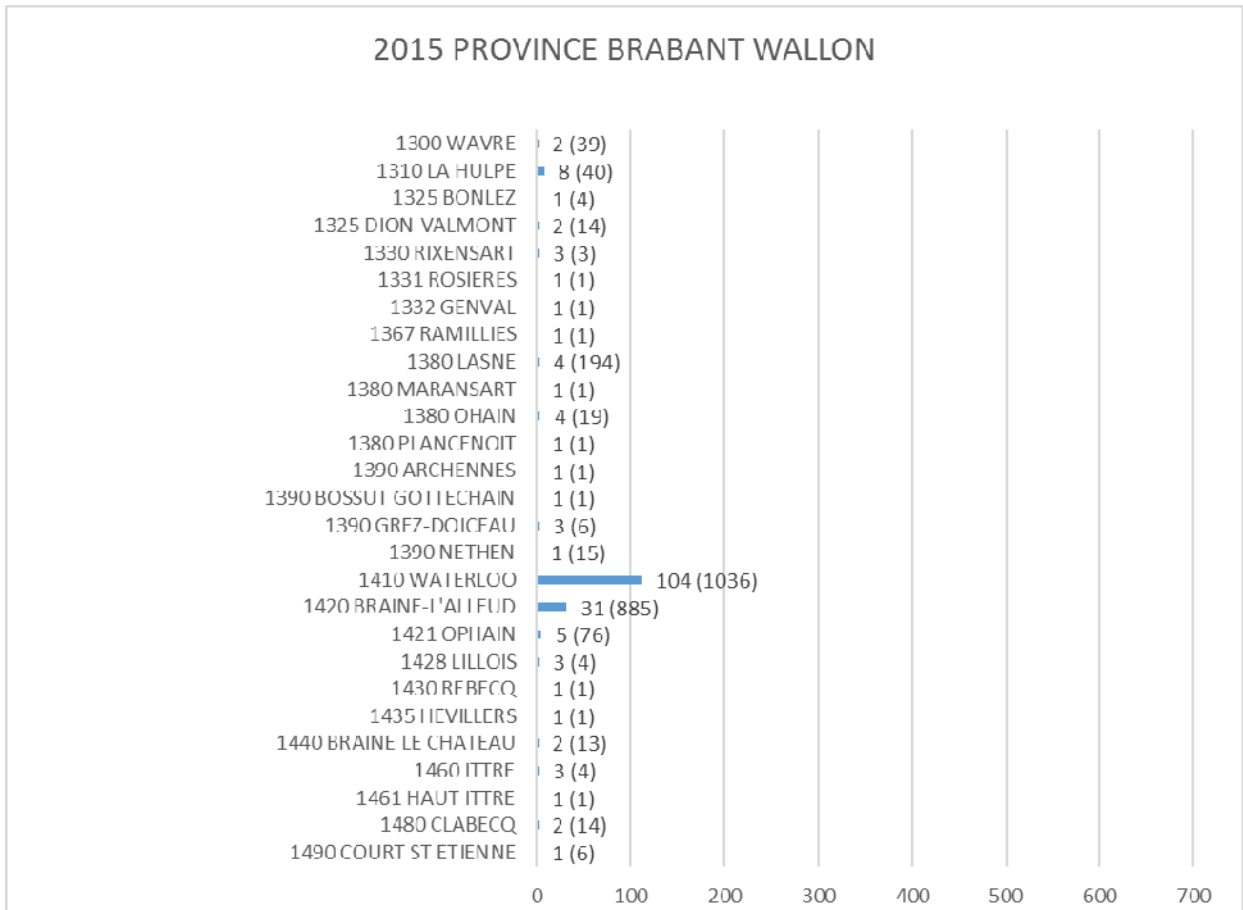 2015 PROVINCE BRABANT WALLON
1300 WAVRE 2 (39)
1310 LA HULPE 8 (40)
1325 BONLEZ 1 (4)
1325 DION VALMONT 2 (14)
1330 RIXENSART 3 (3)
1331 ROSIERES 1 (1)
1332 GENVAL 1 (1)
1367 RAMILLIES 1 (1)
1380 LASNE 4 (194)
1380 MARANSART 1 (1)
1380 OHAIN 4 (19)
1380 PLANCENOIT 1 (1)
1390 ARCHENNES 1 (1)
1390 BOSSUT GOTTECHAIN 1 (1)
1390 GREZ-DOICEAU 3 (6)
1390 NETHEN 1 (15)
1410 WATERLOO 104 (1036)
1420 BRAINE-L'ALLEUD 31 (885)
1421 OPHAIN 5 (76)
1428 LILLOIS 3 (4)
1430 REBECQ 1 (1)
1435 HEVILLERS 1 (1)
1440 BRAINE LE CHATEAU 2 (13)
1460 ITTRE 3 (4)
1461 HAUT ITTRE 1 (1)
1480 CLABECQ 2 (14)
1490 COURT ST ETIENNE 1 (6)
0 100 200 300 400 500 600 700